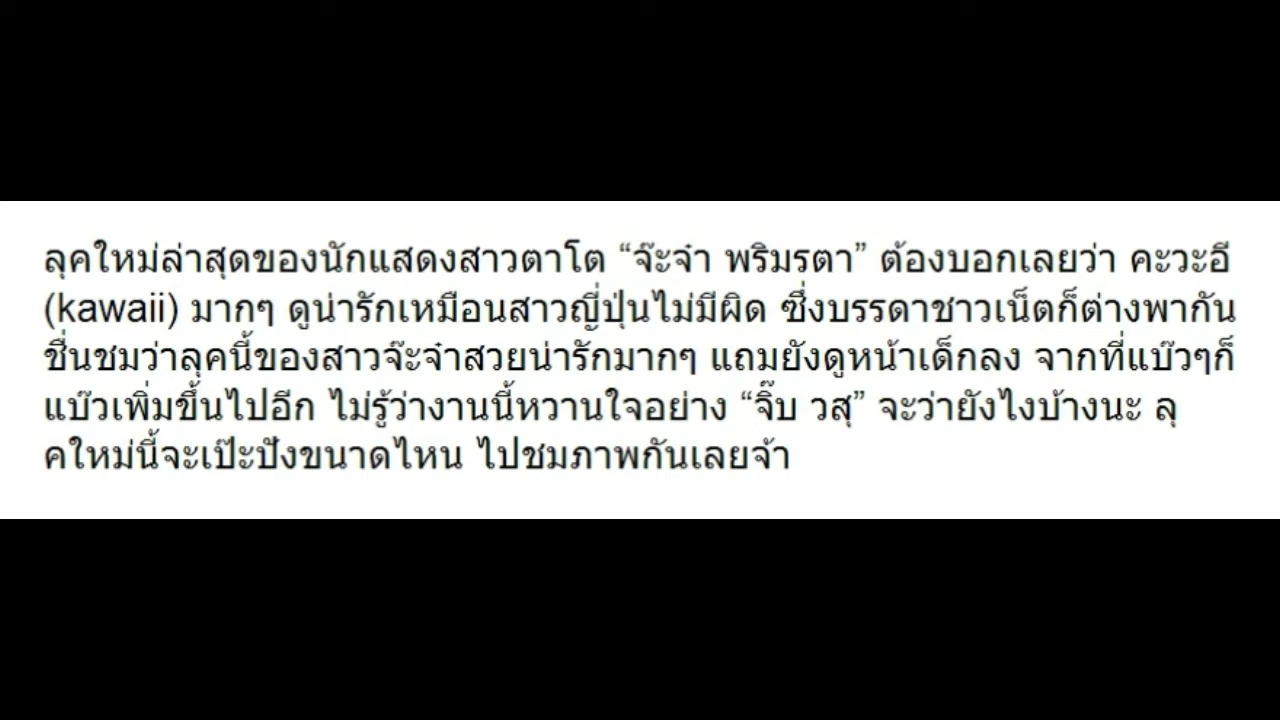 ลุคใหม่ล่าสุดของนักแสดงสาวตาโต “จ๊ะจ๋า พริมรตา” ต้องบอกเลยว่า คะวะอี
(kawaii) มากๆ ดูน่ารักเหมือนสาวญี่ปุ่นไม่มีผิด ซึ่งบรรดาชาวเน็ตก็ต่างพากัน
ชื่นชมว่าลุคนี้ของสาวจ๊ะจ๋าสวยน่ารักมากๆ แถมยังดูหน้าเด็กลง จากที่แบ๊วๆก็
แบ๊วเพิ่มขึ้นไปอีก ไม่รู้ว่างานนี้หวานใจอย่าง “จิ๊บ วสุ” จะว่ายังไงบ้างนะ ลุ
คใหม่นี้จะเป๊ะปังขนาดไหน ไปชมภาพกันเลยจ้า